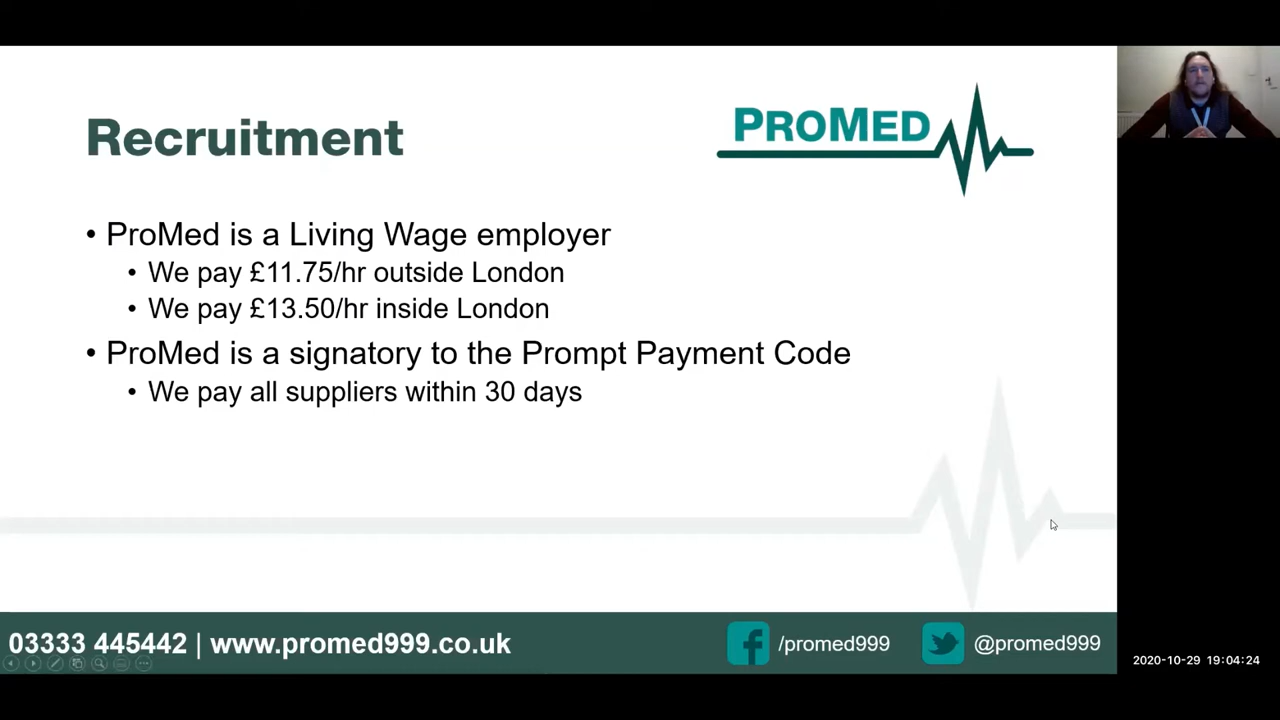 Recruitment
PROMED
• ProMed is a Living Wage employer
• We pay £11.75/hr outside London
• We pay £13.50/hr inside London
• ProMed is a signatory to the Prompt Payment Code
• We pay all suppliers within 30 days
03333 445442 | www.promed999.co.uk
/promed999
@promed999
2020-10-29 19:04:24